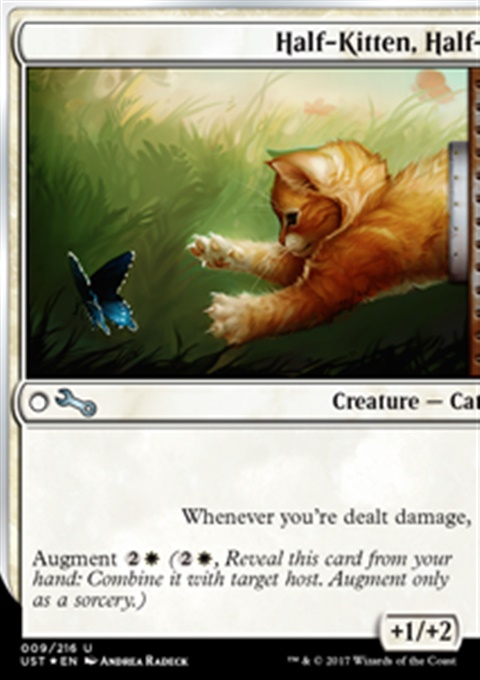 Half-Kitten, Half-
Creature — Cat
Whenever you're dealt damage,
Augment 2 (2, Reveal this card from your
hand: Combine it with target host. Augment only
as a sorcery.)
+1/+2
009/216 U
UST EN Andrea Radeck
™ & © 2017 Wizards of the Coast